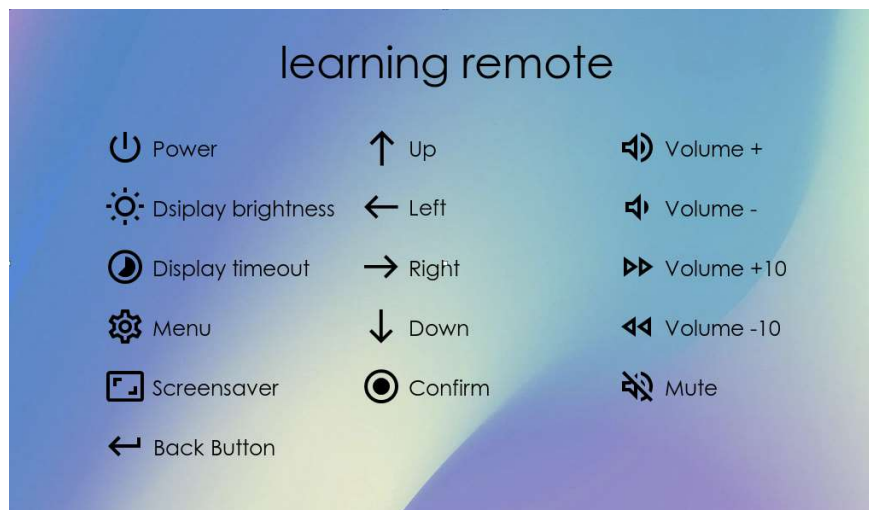 learning remote
Power
Dsiplay brightness
Display timeout
Menu
Screensaver
Back Button
Up
Left
Right
Down
Confirm
Volume +
Volume -
Volume +10
Volume -10
Mute